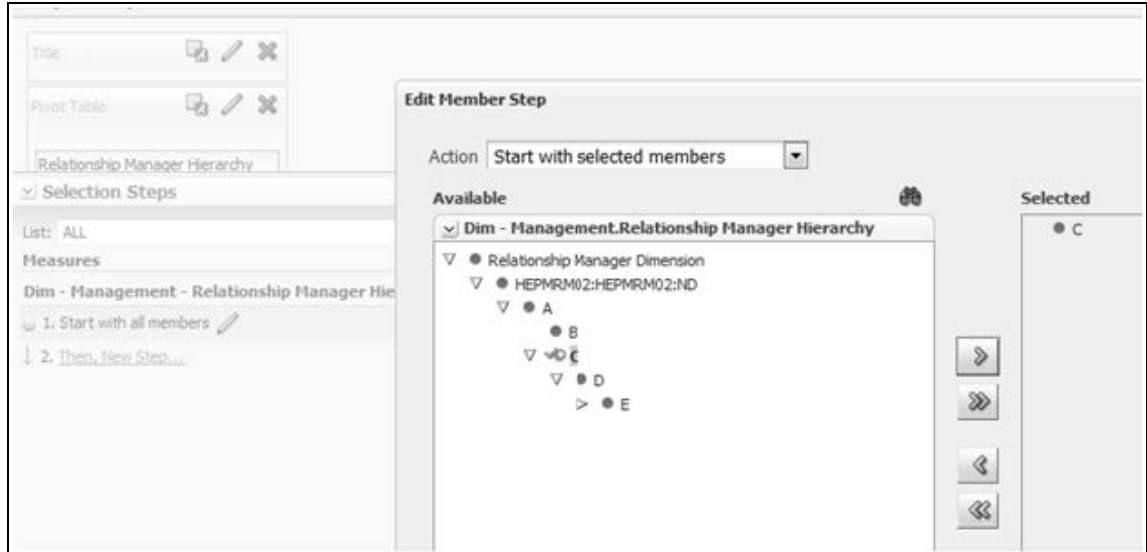 Title
Pivot Table
Relationship Manager Hierarchy
Selection Steps
List: ALL
Measures
Dim - Management - Relationship Manager Hie
1. Start with all members
2. Then, New Step...
Edit Member Step
Action Start with selected members
Available
Dim - Management.Relationship Manager Hierarchy
Relationship Manager Dimension
HEPMRM02:HEPMRM02:ND
A
B
C
D
E
Selected
C